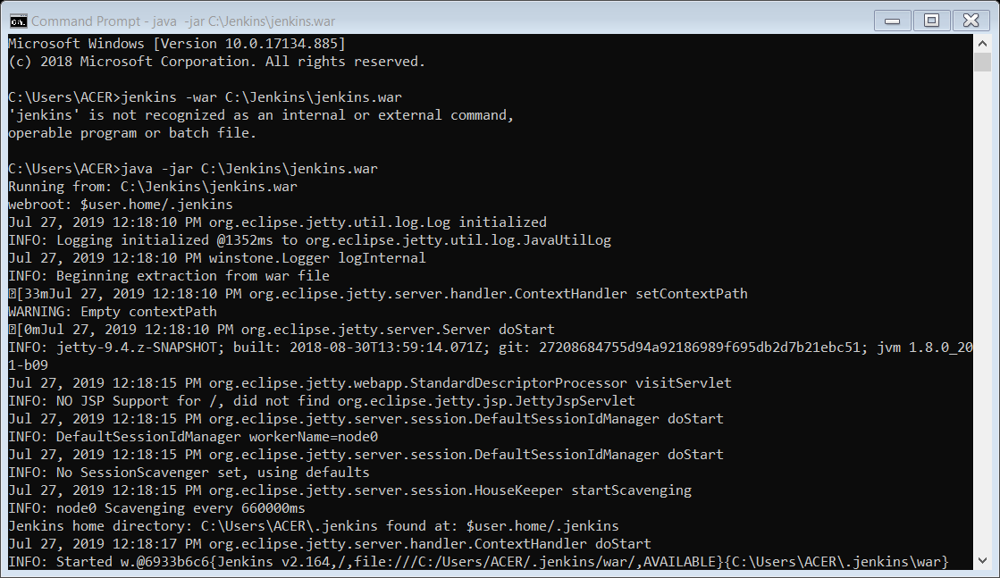 Command Prompt - java  -jar C:\Jenkins\jenkins.war
Microsoft Windows [Version 10.0.17134.885]
(c) 2018 Microsoft Corporation. All rights reserved.
C:\Users\ACER>jenkins -war C:\Jenkins\jenkins.war
'jenkins' is not recognized as an internal or external command,
operable program or batch file.
C:\Users\ACER>java -jar C:\Jenkins\jenkins.war
Running from: C:\Jenkins\jenkins.war
webroot: $user.home/.jenkins
Jul 27, 2019 12:18:10 PM org.eclipse.jetty.util.log.Log initialized
INFO: Logging initialized @1352ms to org.eclipse.jetty.util.log.JavaUtilLog
Jul 27, 2019 12:18:10 PM winstone.Logger logInternal
INFO: Beginning extraction from war file
[33mJul 27, 2019 12:18:10 PM org.eclipse.jetty.server.handler.ContextHandler setContextPath
WARNING: Empty contextPath
[0mJul 27, 2019 12:18:10 PM org.eclipse.jetty.server.Server doStart
INFO: jetty-9.4.z-SNAPSHOT; built: 2018-08-30T13:59:14.071Z; git: 27208684755d94a92186989f695db2d7b21ebc51; jvm 1.8.0_20
1-b09
Jul 27, 2019 12:18:15 PM org.eclipse.jetty.webapp.StandardDescriptorProcessor visitServlet
INFO: NO JSP Support for /, did not find org.eclipse.jetty.jsp.JettyJspServlet
Jul 27, 2019 12:18:15 PM org.eclipse.jetty.server.session.DefaultSessionIdManager doStart
INFO: DefaultSessionIdManager workerName=node0
Jul 27, 2019 12:18:15 PM org.eclipse.jetty.server.session.DefaultSessionIdManager doStart
INFO: No SessionScavenger set, using defaults
Jul 27, 2019 12:18:15 PM org.eclipse.jetty.server.session.HouseKeeper startScavenging
INFO: node0 Scavenging every 660000ms
Jenkins home directory: C:\Users\ACER\.jenkins found at: $user.home/.jenkins
Jul 27, 2019 12:18:17 PM org.eclipse.jetty.server.handler.ContextHandler doStart
INFO: Started w.@6933b6c6{Jenkins v2.164,/,file:///C:/Users/ACER/.jenkins/war/,AVAILABLE}{C:\Users\ACER\.jenkins\war}